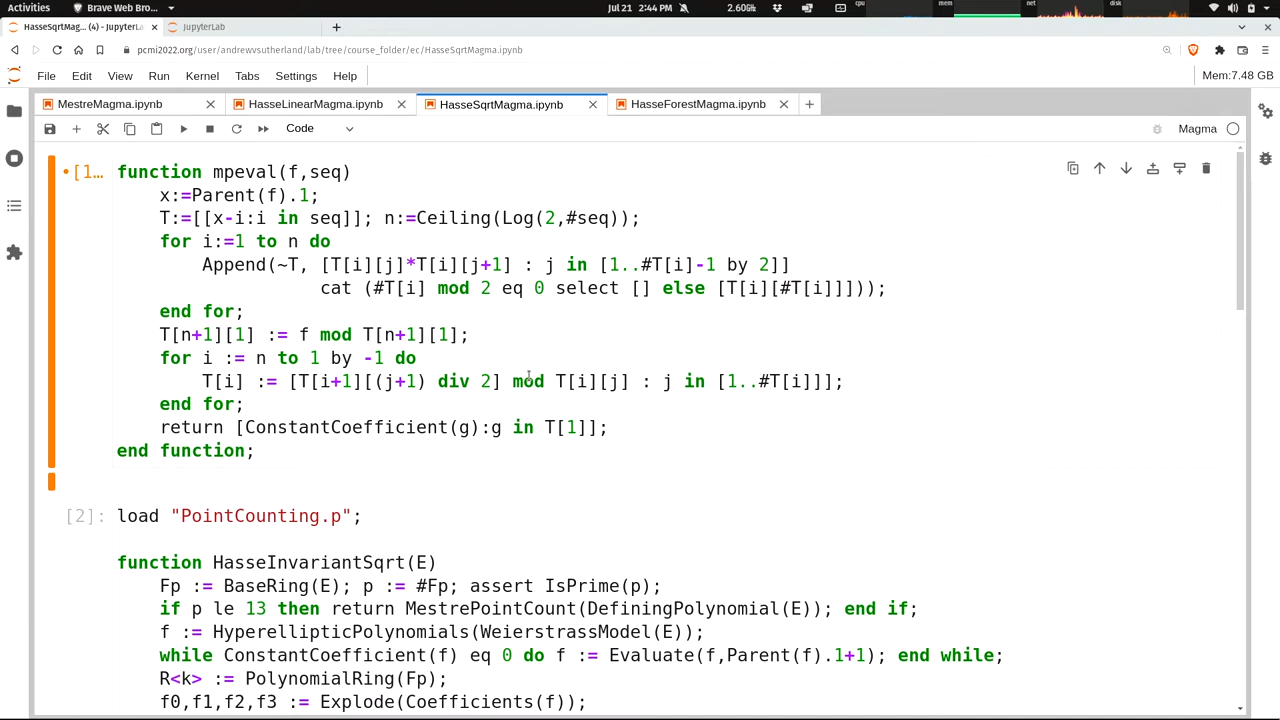 Activities Brave Web Bro... Jul 21 2:44 PM 2.60GHz cpu mem net disk
HasseSqrtMag... (4) - JupyterLa JupyterLab
pcmi2022.org/user/andrewvsutherland/lab/tree/course_folder/ec/HasseSqrtMagma.ipynb
File Edit View Run Kernel Tabs Settings Help Mem:7.48 GB
MestreMagma.ipynb HasseLinearMagma.ipynb HasseSqrtMagma.ipynb HasseForestMagma.ipynb
Code Magma
[1... function mpeval(f,seq)
x:=Parent(f).1;
T:=[[x-i:i in seq]]; n:=Ceiling(Log(2,#seq));
for i:=1 to n do
Append(~T, [T[i][j]*T[i][j+1] : j in [1..#T[i]-1 by 2]]
cat (#T[i] mod 2 eq 0 select [] else [T[i][#T[i]]]));
end for;
T[n+1][1] := f mod T[n+1][1];
for i := n to 1 by -1 do
T[i] := [T[i+1][(j+1) div 2] mod T[i][j] : j in [1..#T[i]]];
end for;
return [ConstantCoefficient(g):g in T[1]];
end function;
[2]: load "PointCounting.p";
function HasseInvariantSqrt(E)
Fp := BaseRing(E); p := #Fp; assert IsPrime(p);
if p le 13 then return MestrePointCount(DefiningPolynomial(E)); end if;
f := HyperellipticPolynomials(WeierstrassModel(E));
while ConstantCoefficient(f) eq 0 do f := Evaluate(f,Parent(f).1+1); end while;
R<k> := PolynomialRing(Fp);
f0,f1,f2,f3 := Explode(Coefficients(f));